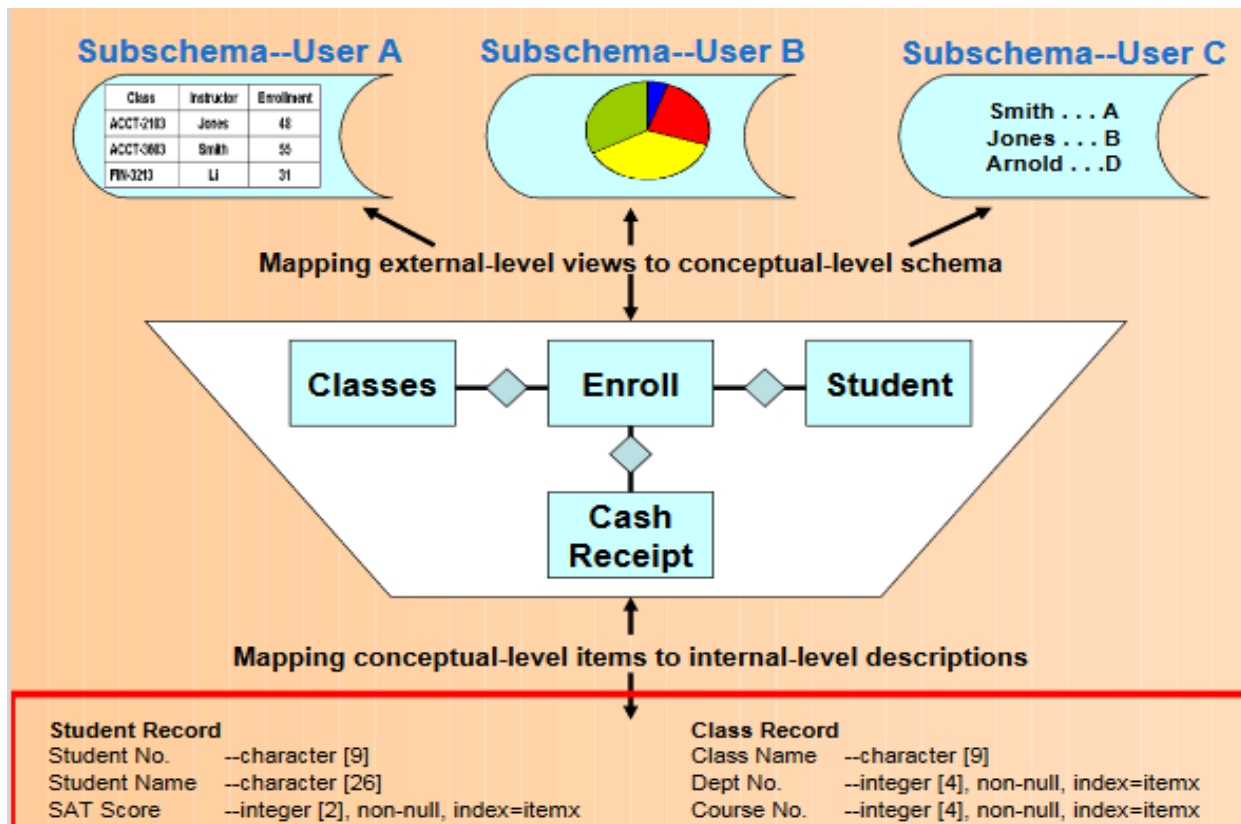 Subschema--User A
Subschema--User B
Subschema--User C
Class Instructor Enrollment
ACCT-2103 Jones 48
ACCT-3603 Smith 55
FIN-3213 Li 31
Smith . . . A
Jones . . . B
Arnold . . .D
Mapping external-level views to conceptual-level schema
Classes
Enroll
Student
Cash
Receipt
Mapping conceptual-level items to internal-level descriptions
Student Record
Student No. --character [9]
Student Name --character [26]
SAT Score --integer [2], non-null, index=itemx
Class Record
Class Name --character [9]
Dept No. --integer [4], non-null, index=itemx
Course No. --integer [4], non-null, index=itemx